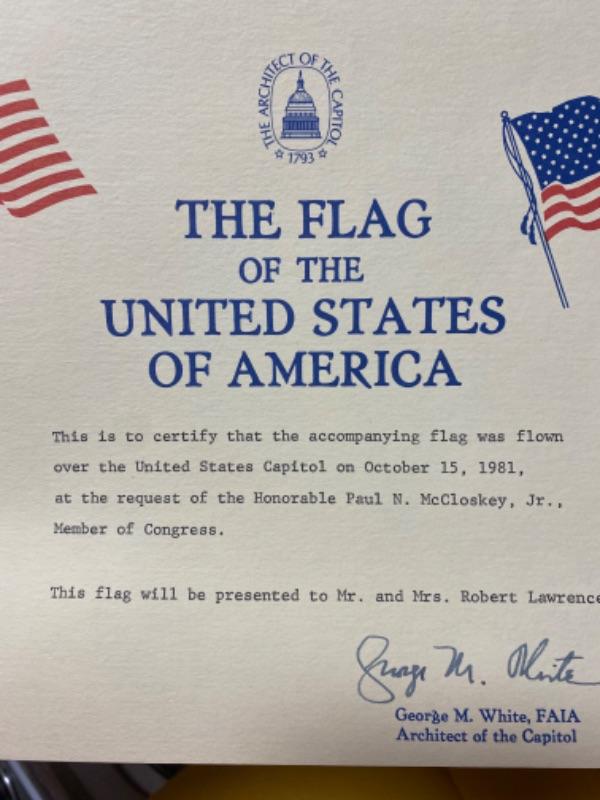 THE ARCHITECT OF THE CAPITOL
☆ 1793 ☆
THE FLAG
OF THE
UNITED STATES
OF AMERICA
This is to certify that the accompanying flag was flown
over the United States Capitol on October 15, 1981,
at the request of the Honorable Paul N. McCloskey, Jr.,
Member of Congress.
This flag will be presented to Mr. and Mrs. Robert Lawrence
George M. White
George M. White, FAIA
Architect of the Capitol